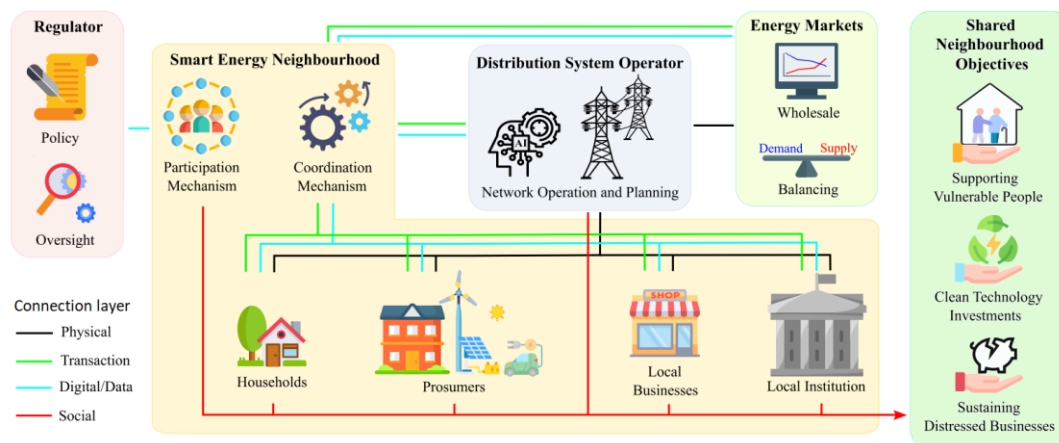 Regulator
Policy
Oversight
Smart Energy Neighbourhood
Participation
Mechanism
Coordination
Mechanism
Distribution System Operator
AI
Network Operation and Planning
Energy Markets
Wholesale
Demand
Supply
Balancing
Shared
Neighbourhood
Objectives
Supporting
Vulnerable People
Clean Technology
Investments
Sustaining
Distressed Businesses
Connection layer
Physical
Transaction
Digital/Data
Social
Households
Prosumers
SHOP
Local
Businesses
Local Institution